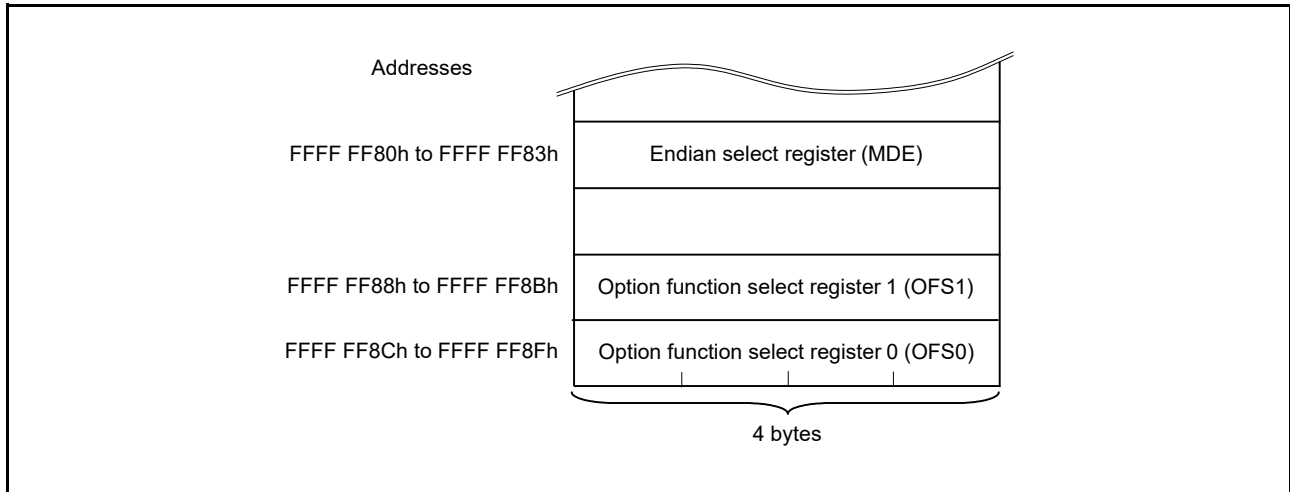 Addresses
FFFF FF80h to FFFF FF83h
Endian select register (MDE)
FFFF FF88h to FFFF FF8Bh
Option function select register 1 (OFS1)
FFFF FF8Ch to FFFF FF8Fh
Option function select register 0 (OFS0)
4 bytes